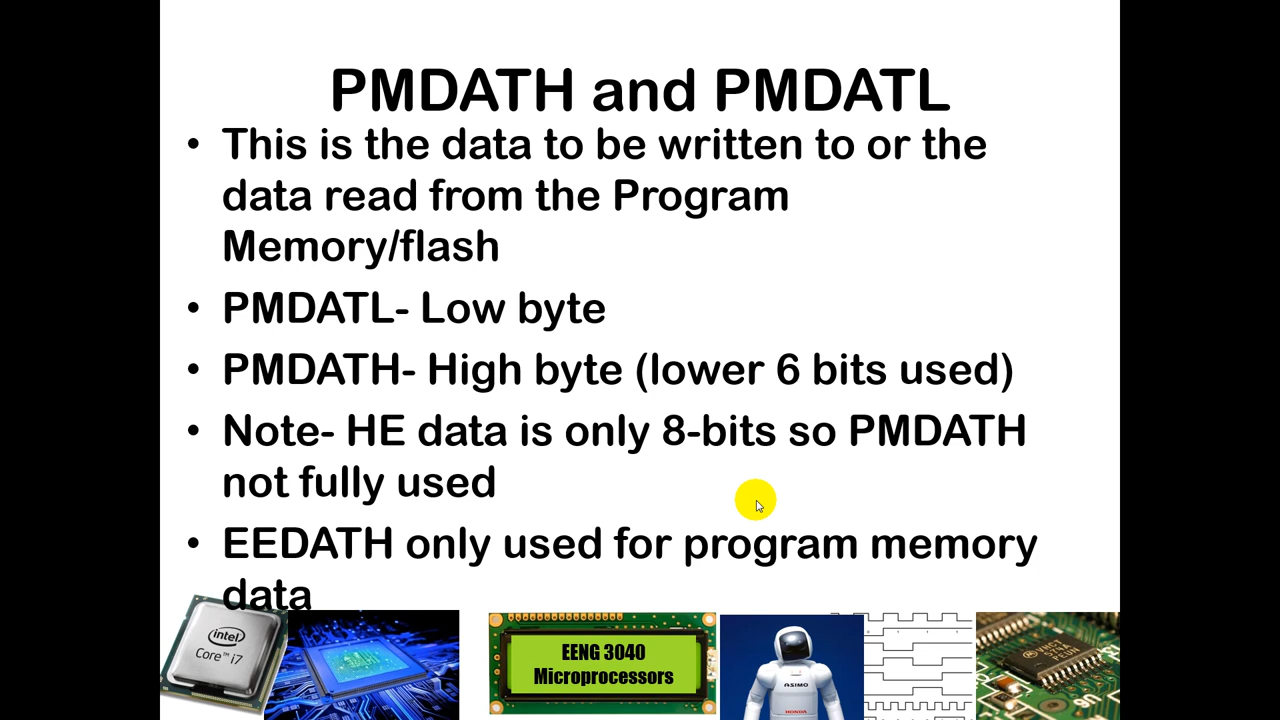 PMDATH and PMDATL
• This is the data to be written to or the
data read from the Program
Memory/flash
• PMDATL- Low byte
• PMDATH- High byte (lower 6 bits used)
• Note- HE data is only 8-bits so PMDATH
not fully used
• EEDATH only used for program memory
data
intel
Core™ i7
EENG 3040
Microprocessors
ASIMO
HONDA